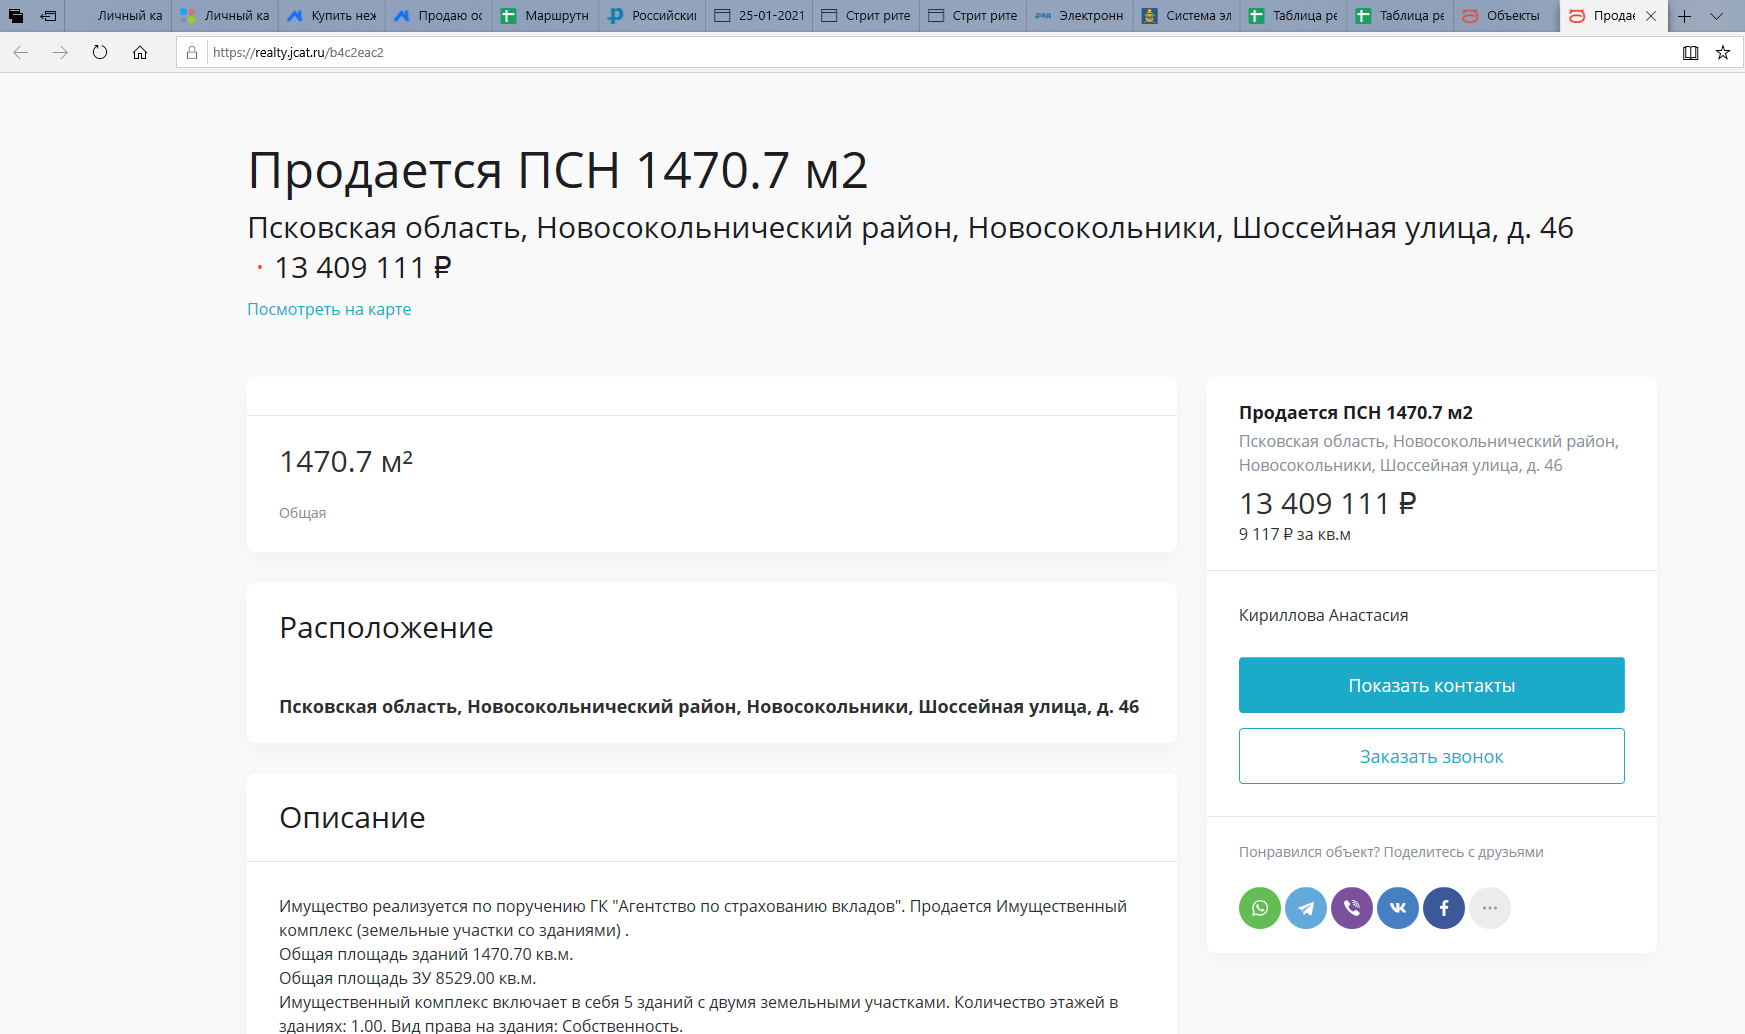 Личный ка
Личный ка
Купить неж
Продаю ос
Маршрутн
Российский
25-01-2021
Стрит рите
Стрит рите
Электронн
Система эл
Таблица ре
Таблица ре
Объекты
Продае
https://realty.jcat.ru/b4c2eac2
Продается ПСН 1470.7 м2
Псковская область, Новосокольнический район, Новосокольники, Шоссейная улица, д. 46
· 13 409 111 ₽
Посмотреть на карте
1470.7 м²
Общая
Расположение
Псковская область, Новосокольнический район, Новосокольники, Шоссейная улица, д. 46
Описание
Имущество реализуется по поручению ГК "Агентство по страхованию вкладов". Продается Имущественный
комплекс (земельные участки со зданиями) .
Общая площадь зданий 1470.70 кв.м.
Общая площадь ЗУ 8529.00 кв.м.
Имущественный комплекс включает в себя 5 зданий с двумя земельными участками. Количество этажей в
зданиях: 1.00. Вид права на здания: Собственность.
Продается ПСН 1470.7 м2
Псковская область, Новосокольнический район,
Новосокольники, Шоссейная улица, д. 46
13 409 111 ₽
9 117 ₽ за кв.м
Кириллова Анастасия
Показать контакты
Заказать звонок
Понравился объект? Поделитесь с друзьями